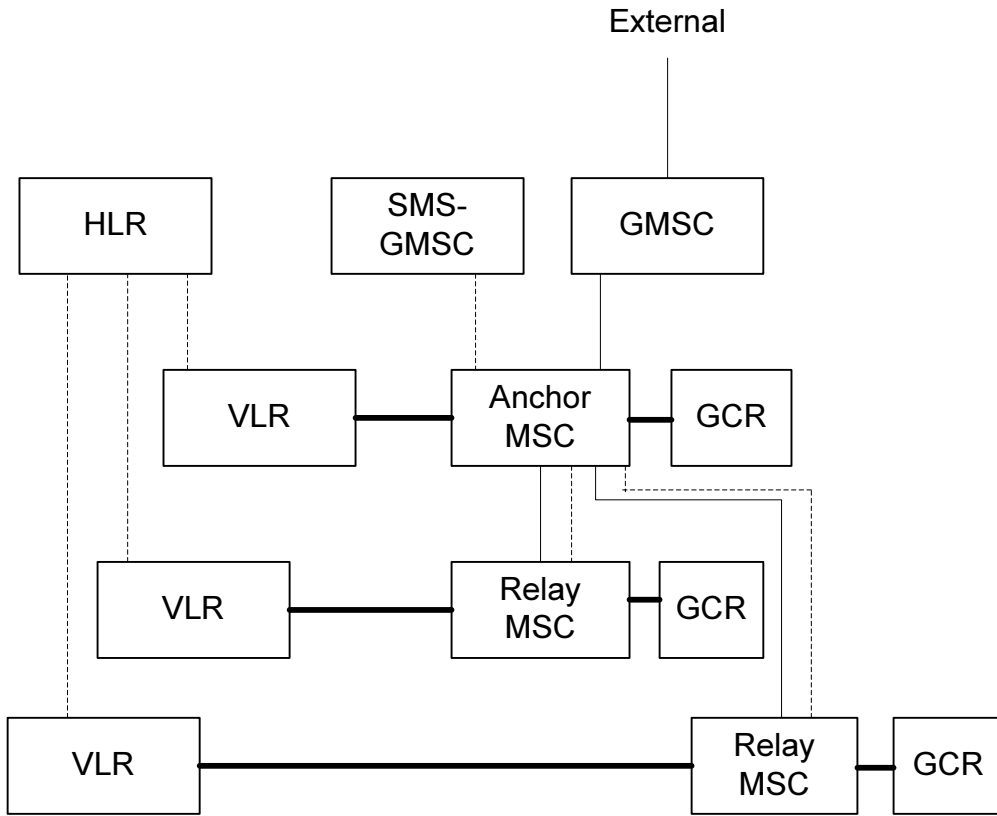 External
HLR
SMS-
GMSC
GMSC
VLR
Anchor
MSC
GCR
VLR
Relay
MSC
GCR
VLR
Relay
MSC
GCR